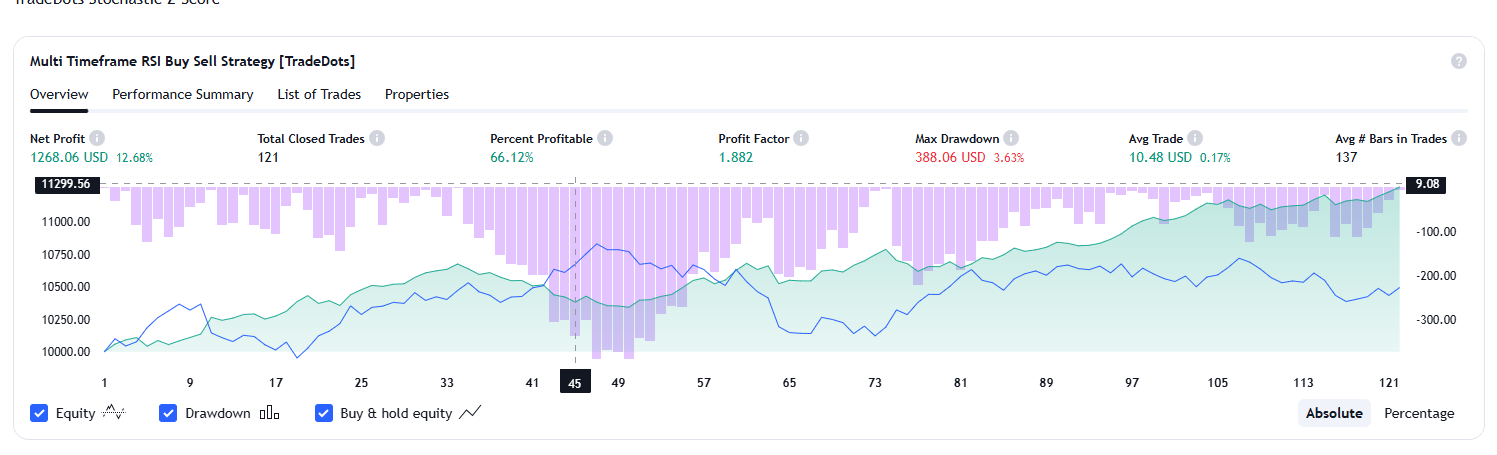 TradeDots Stochastic Z Score
Multi Timeframe RSI Buy Sell Strategy [TradeDots]
Overview Performance Summary List of Trades Properties
Net Profit Total Closed Trades Percent Profitable Profit Factor Max Drawdown Avg Trade Avg # Bars in Trades
1268.06 USD 12.68% 121 66.12% 1.882 388.06 USD 3.63% 10.48 USD 0.17% 137
11299.56 9.08
11000.00 -100.00
10750.00
10500.00 -200.00
10250.00 -300.00
10000.00
1 9 17 25 33 41 45 49 57 65 73 81 89 97 105 113 121
Equity Drawdown Buy & hold equity Absolute Percentage